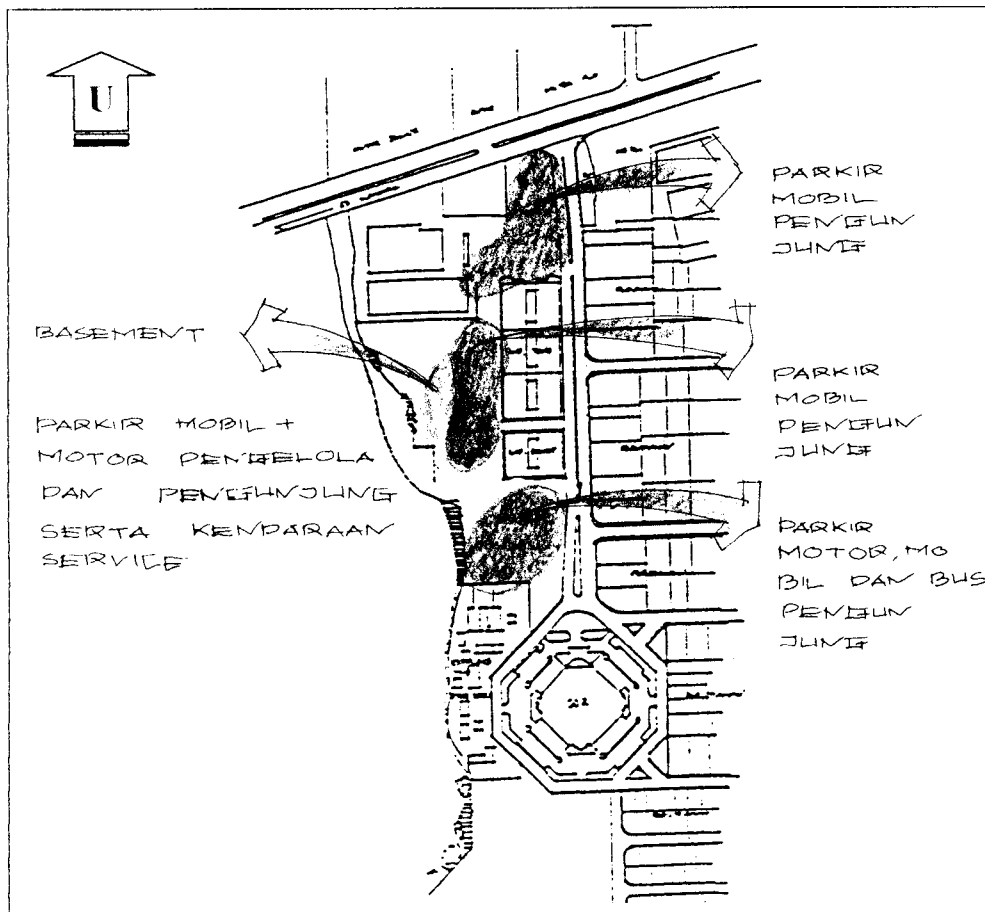 U
PARKIR
MOBIL
PENGUN
JUNG
BASEMENT
PARKIR MOBIL +
MOTOR PENGELOLA
DAN PENGUNJUNG
SERTA KENDARAAN
SERVICE
PARKIR
MOBIL
PENGUN
JUNG
PARKIR
MOTOR, MO
BIL DAN BUS
PENGUN
JUNG